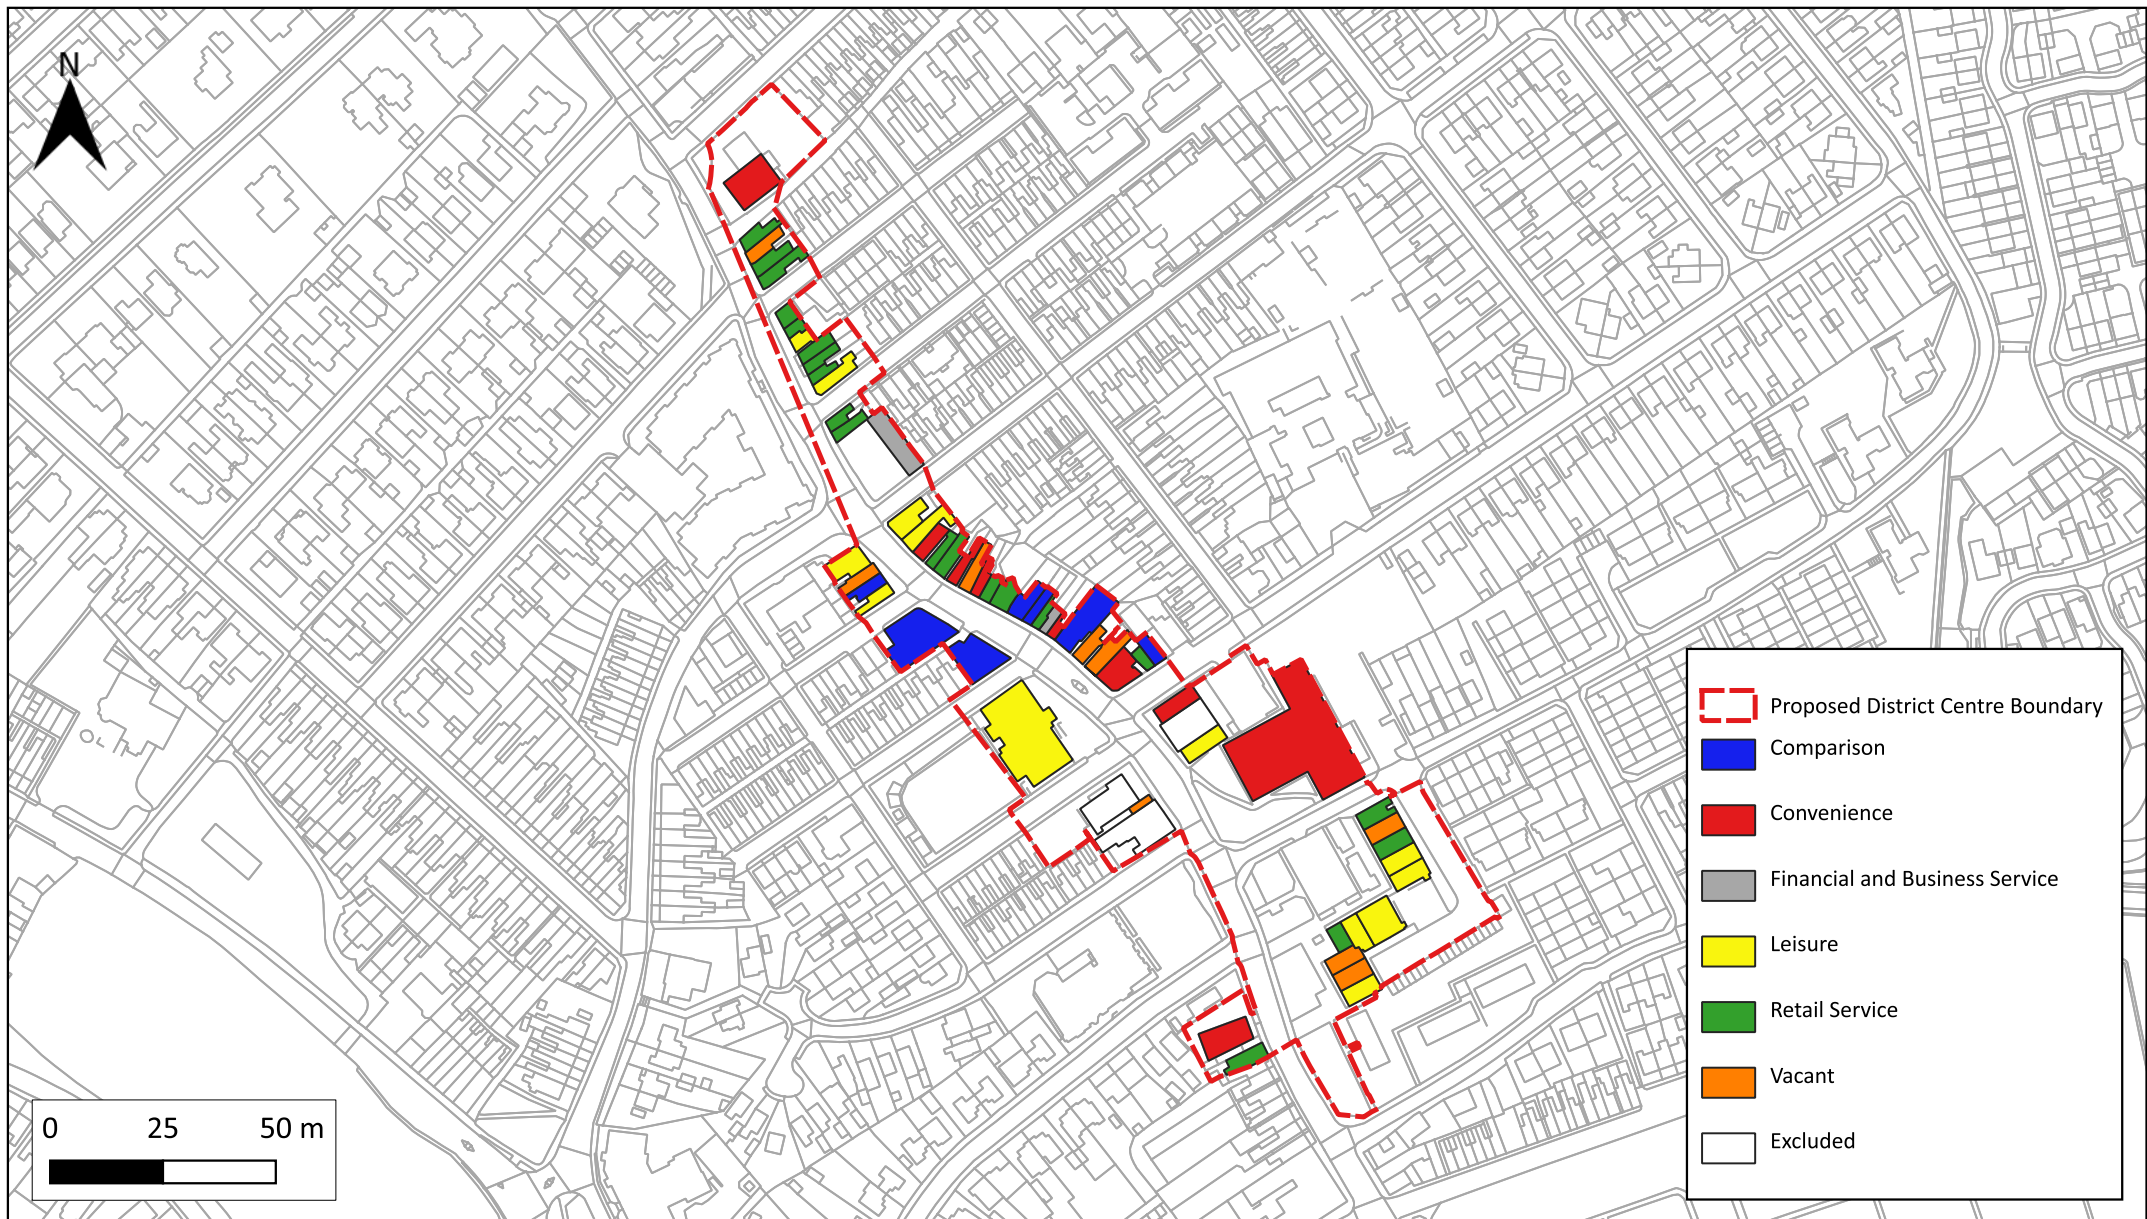 N
Proposed District Centre Boundary
Comparison
Convenience
Financial and Business Service
Leisure
Retail Service
Vacant
Excluded
0 25 50 m